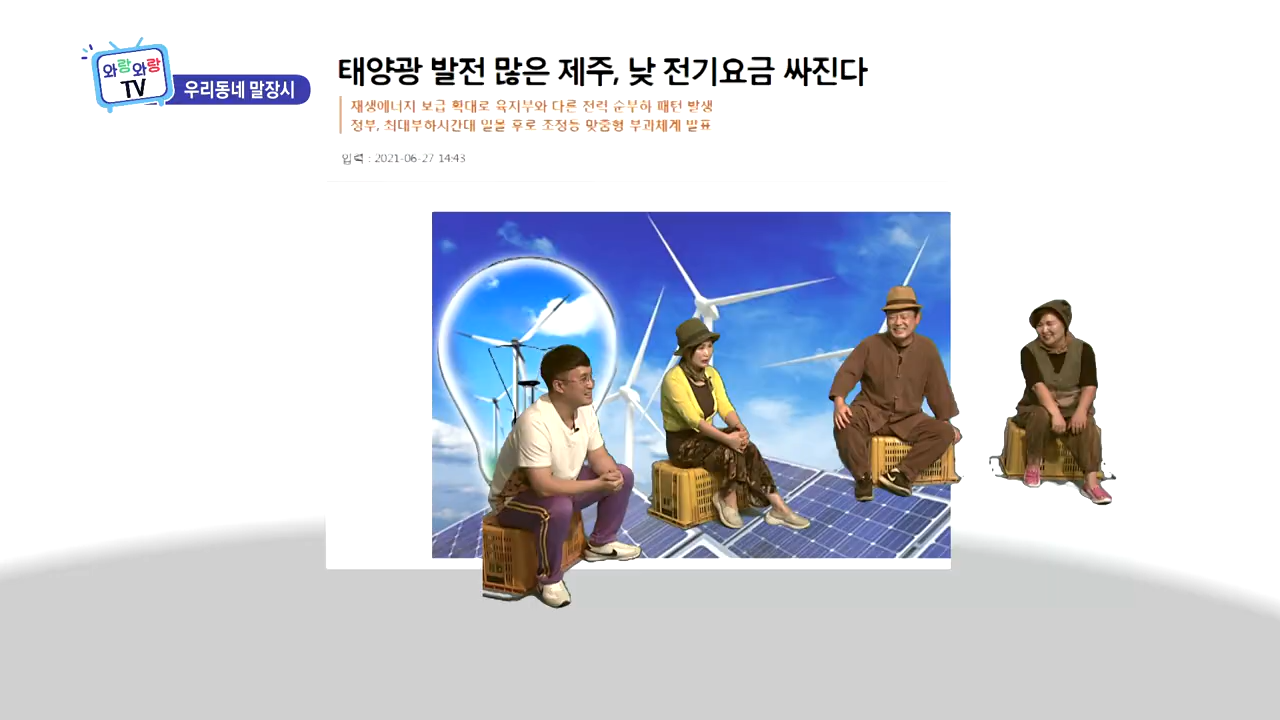 와랑와랑
TV
우리동네 말장시
태양광 발전 많은 제주, 낮 전기요금 싸진다
재생에너지 보급 확대로 육지부와 다른 전력 순부하 패턴 발생
정부, 최대부하시간대 일몰 후로 조정등 맞춤형 부과체계 발표
입력 : 2021-06-27 14:43